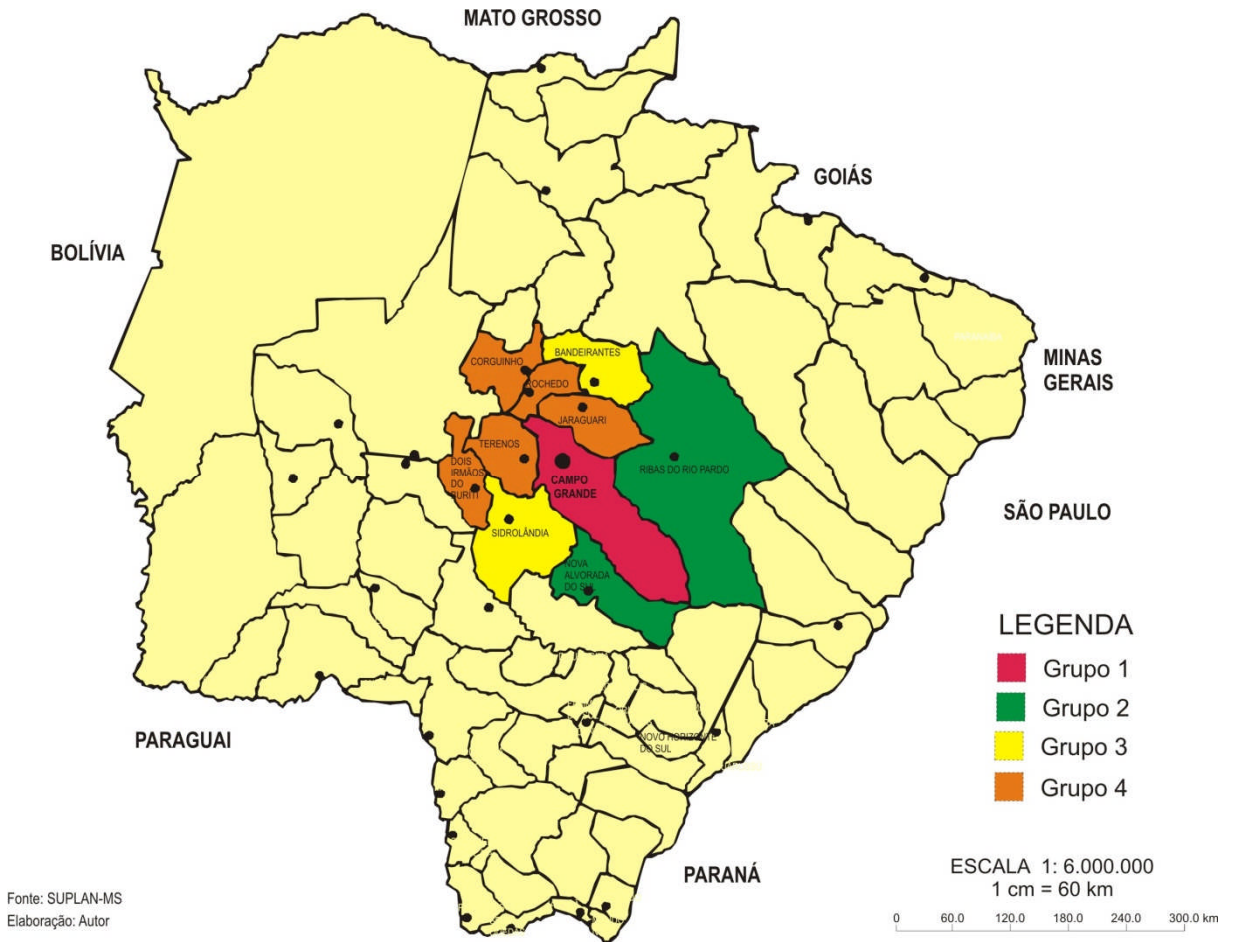 MATO GROSSO
GOIÁS
BOLÍVIA
MINAS
GERAIS
CORGUINHO
BANDEIRANTES
ROCHEDO
JARAGUARI
TERENOS
DOIS
IRMÃOS
DO
BURITI
CAMPO
GRANDE
RIBAS DO RIO PARDO
SÃO PAULO
SIDROLÂNDIA
NOVA
ALVORADA
DO SUL
LEGENDA
Grupo 1
Grupo 2
Grupo 3
Grupo 4
PARAGUAI
NOVO HORIZONTE
DO SUL
PARANÁ
ESCALA 1: 6.000.000
1 cm = 60 km
0 60.0 120.0 180.0 240.0 300.0 km
Fonte: SUPLAN-MS
Elaboração: Autor